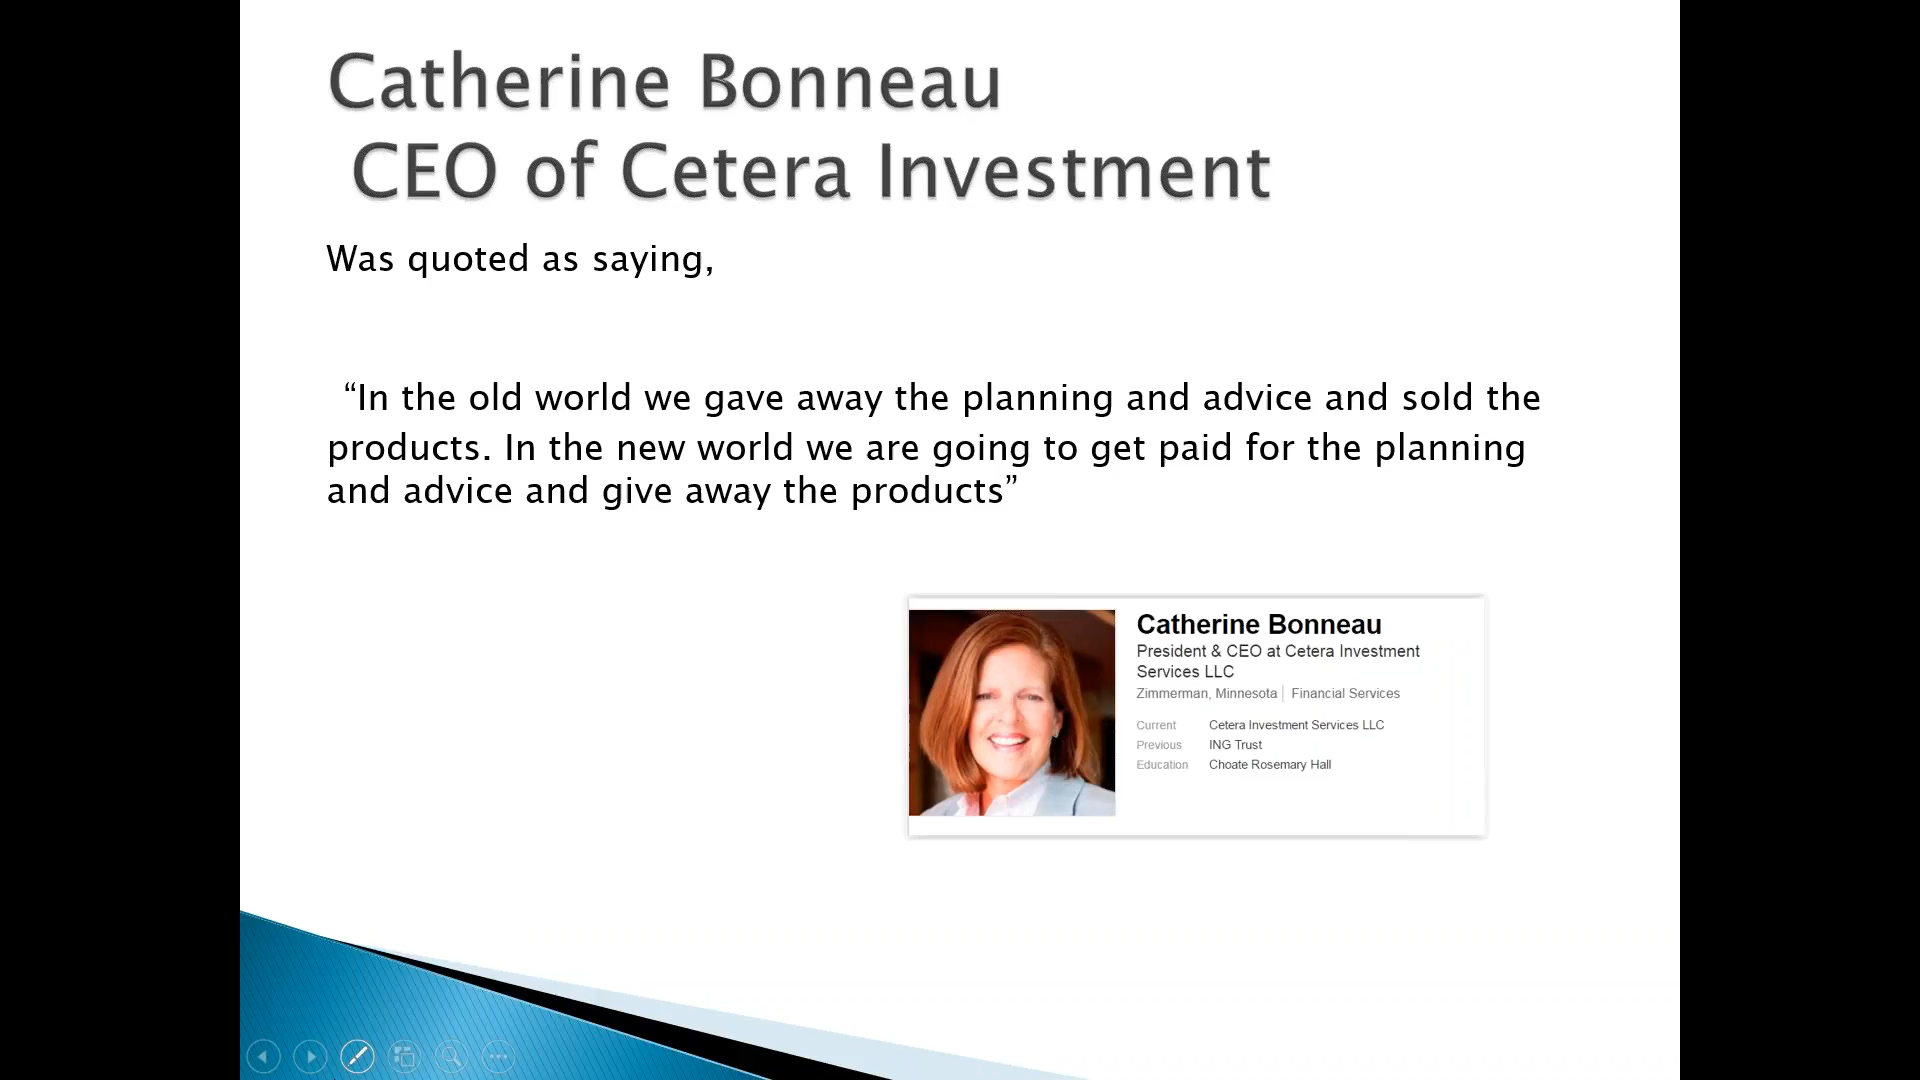 Catherine Bonneau
CEO of Cetera Investment
Was quoted as saying,
“In the old world we gave away the planning and advice and sold the
products. In the new world we are going to get paid for the planning
and advice and give away the products”
Catherine Bonneau
President & CEO at Cetera Investment
Services LLC
Zimmerman, Minnesota | Financial Services
Current Cetera Investment Services LLC
Previous ING Trust
Education Choate Rosemary Hall